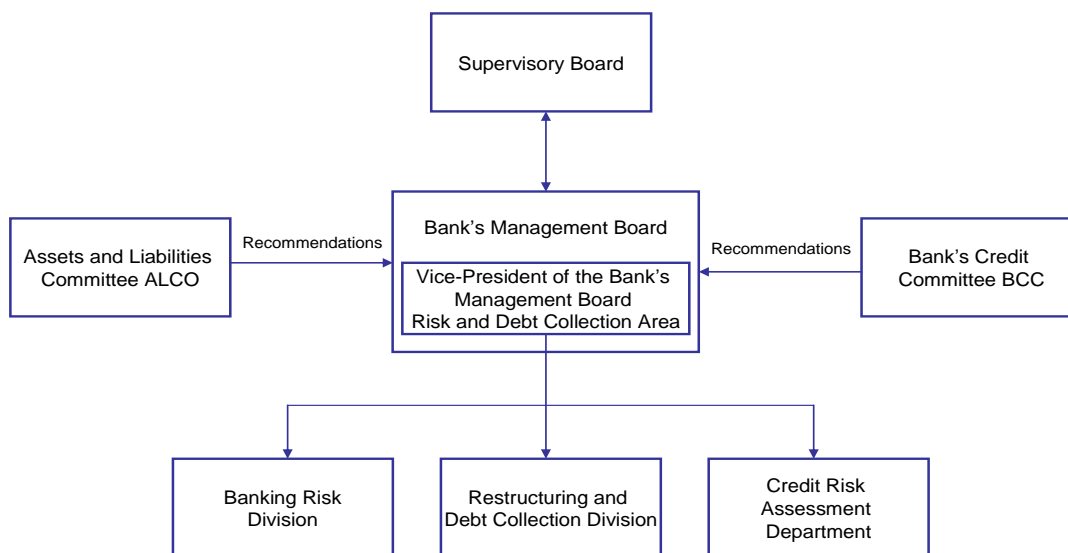 Supervisory Board
Bank’s Management Board
Assets and Liabilities
Committee ALCO
Recommendations
Vice-President of the Bank’s
Management Board
Risk and Debt Collection Area
Recommendations
Bank’s Credit
Committee BCC
Banking Risk
Division
Restructuring and
Debt Collection Division
Credit Risk
Assessment
Department